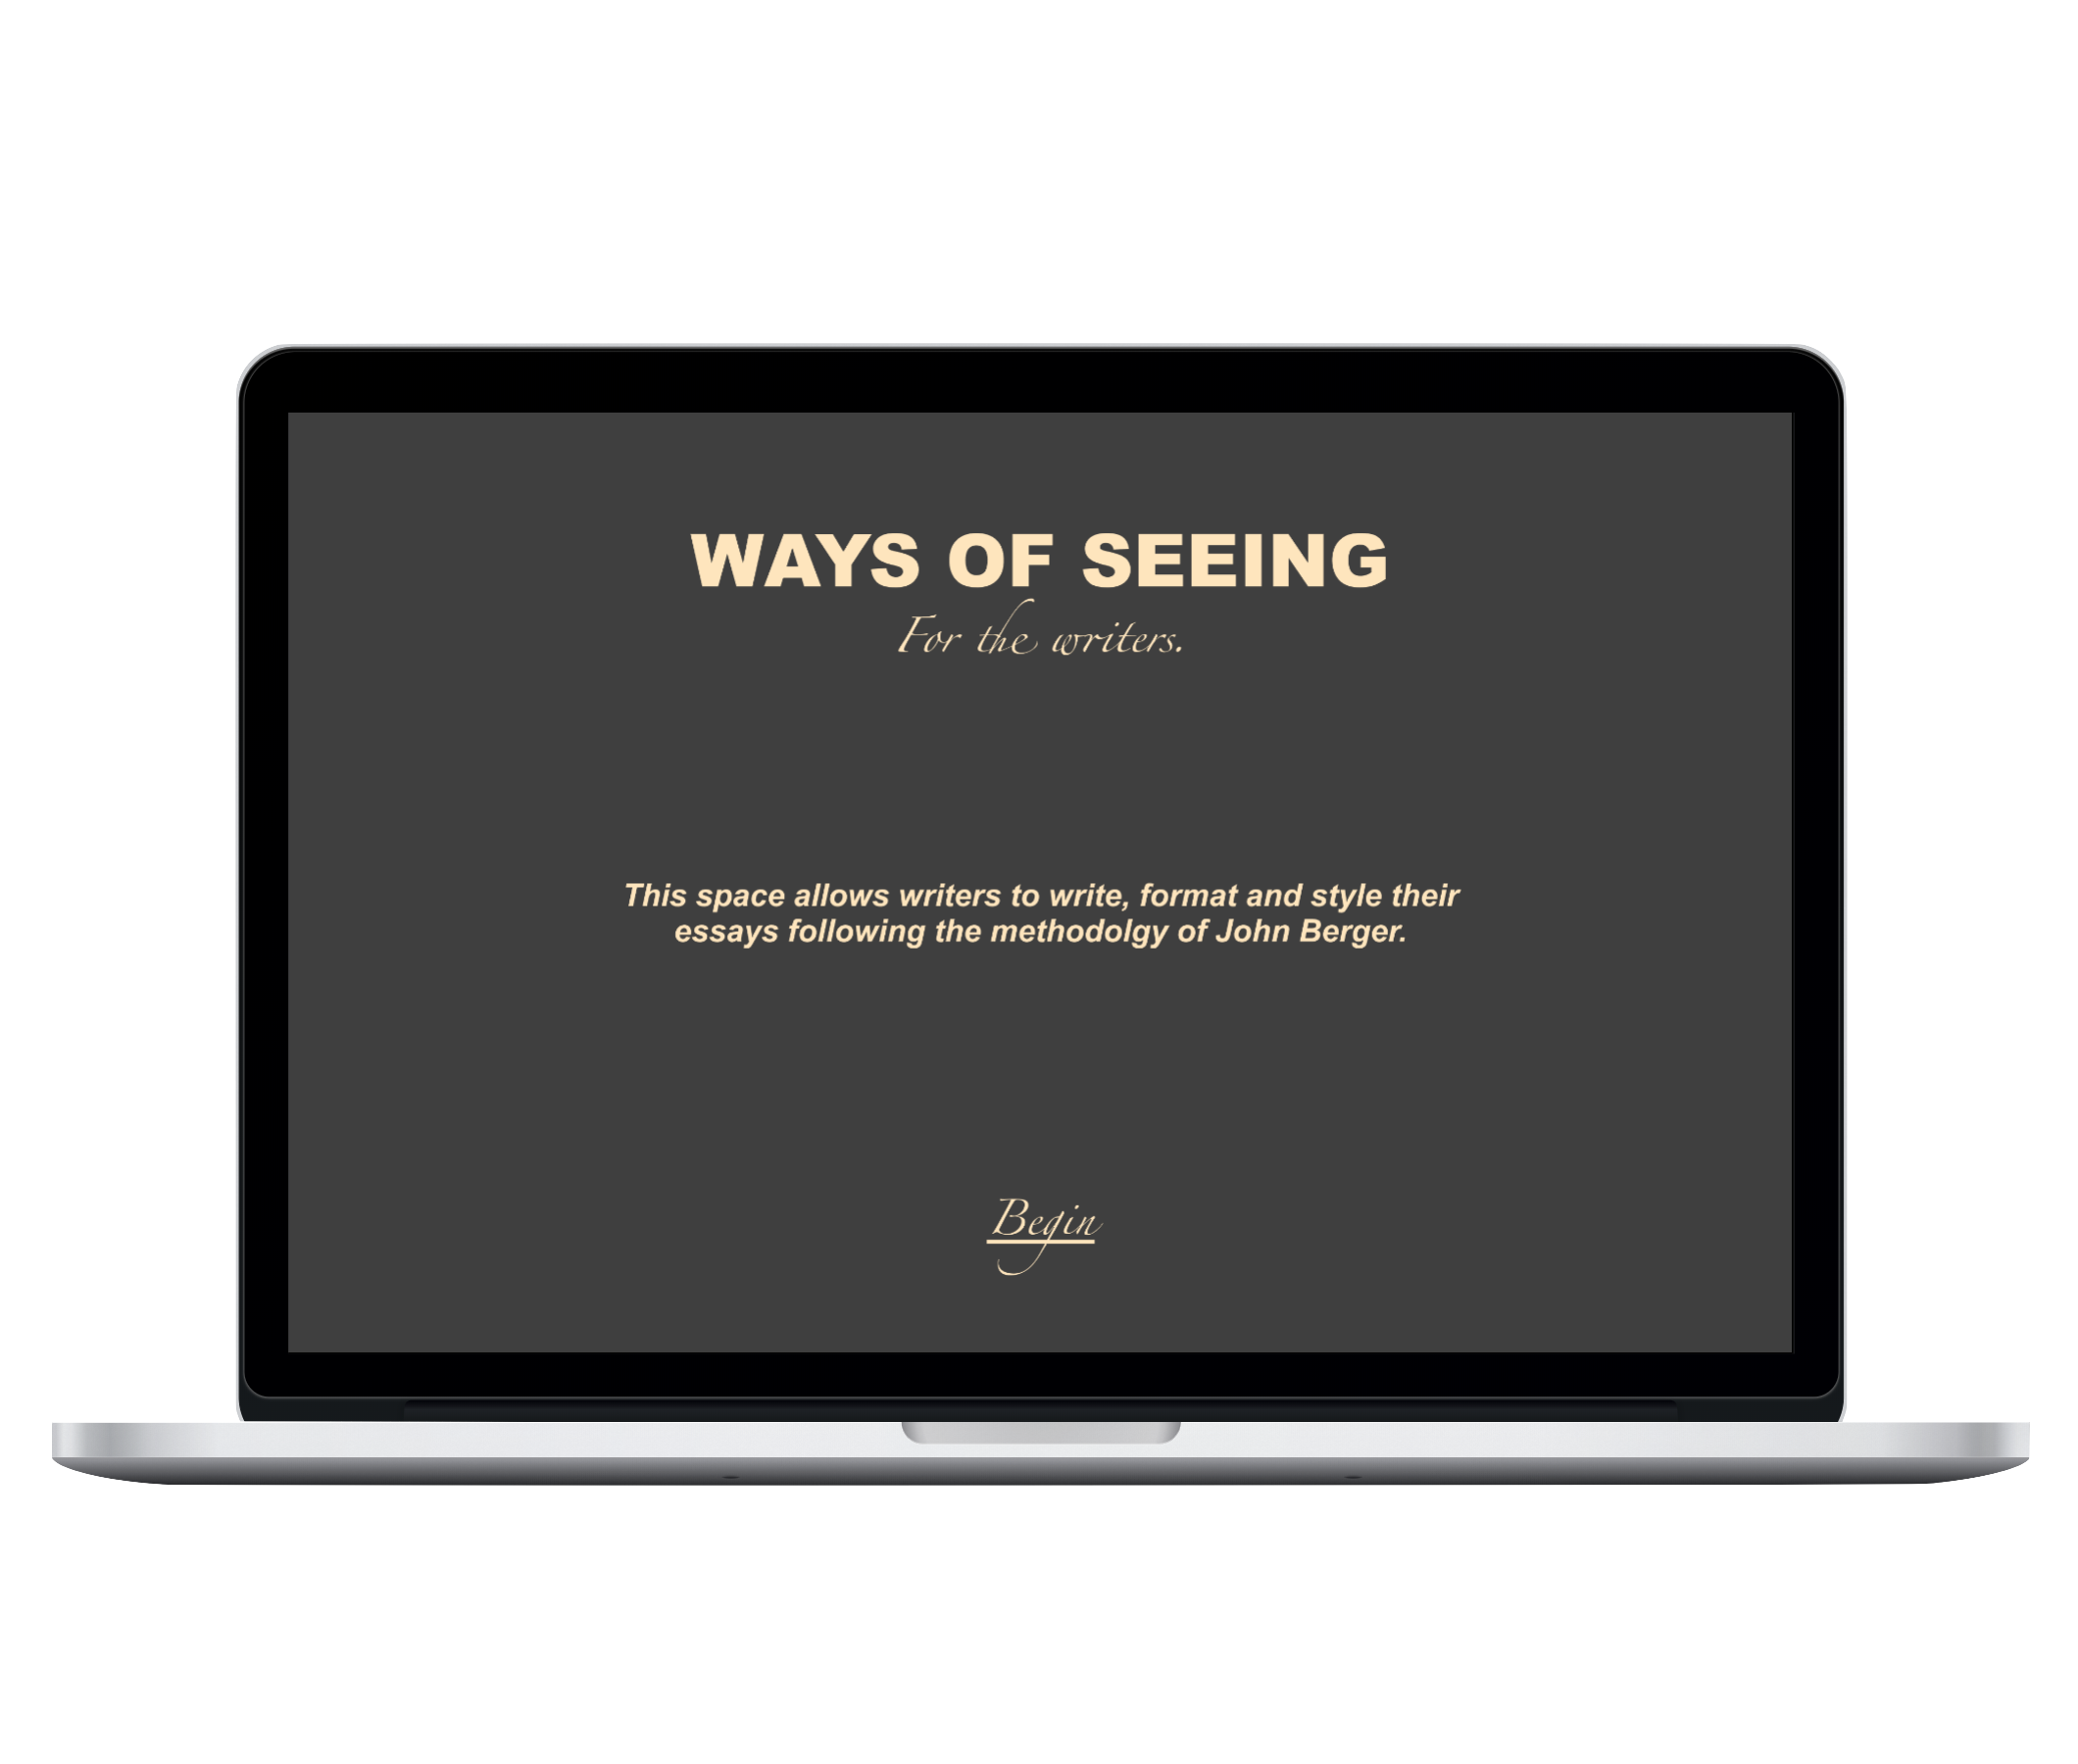 WAYS OF SEEING
For the writers.
This space allows writers to write, format and style their
essays following the methodolgy of John Berger.
Begin